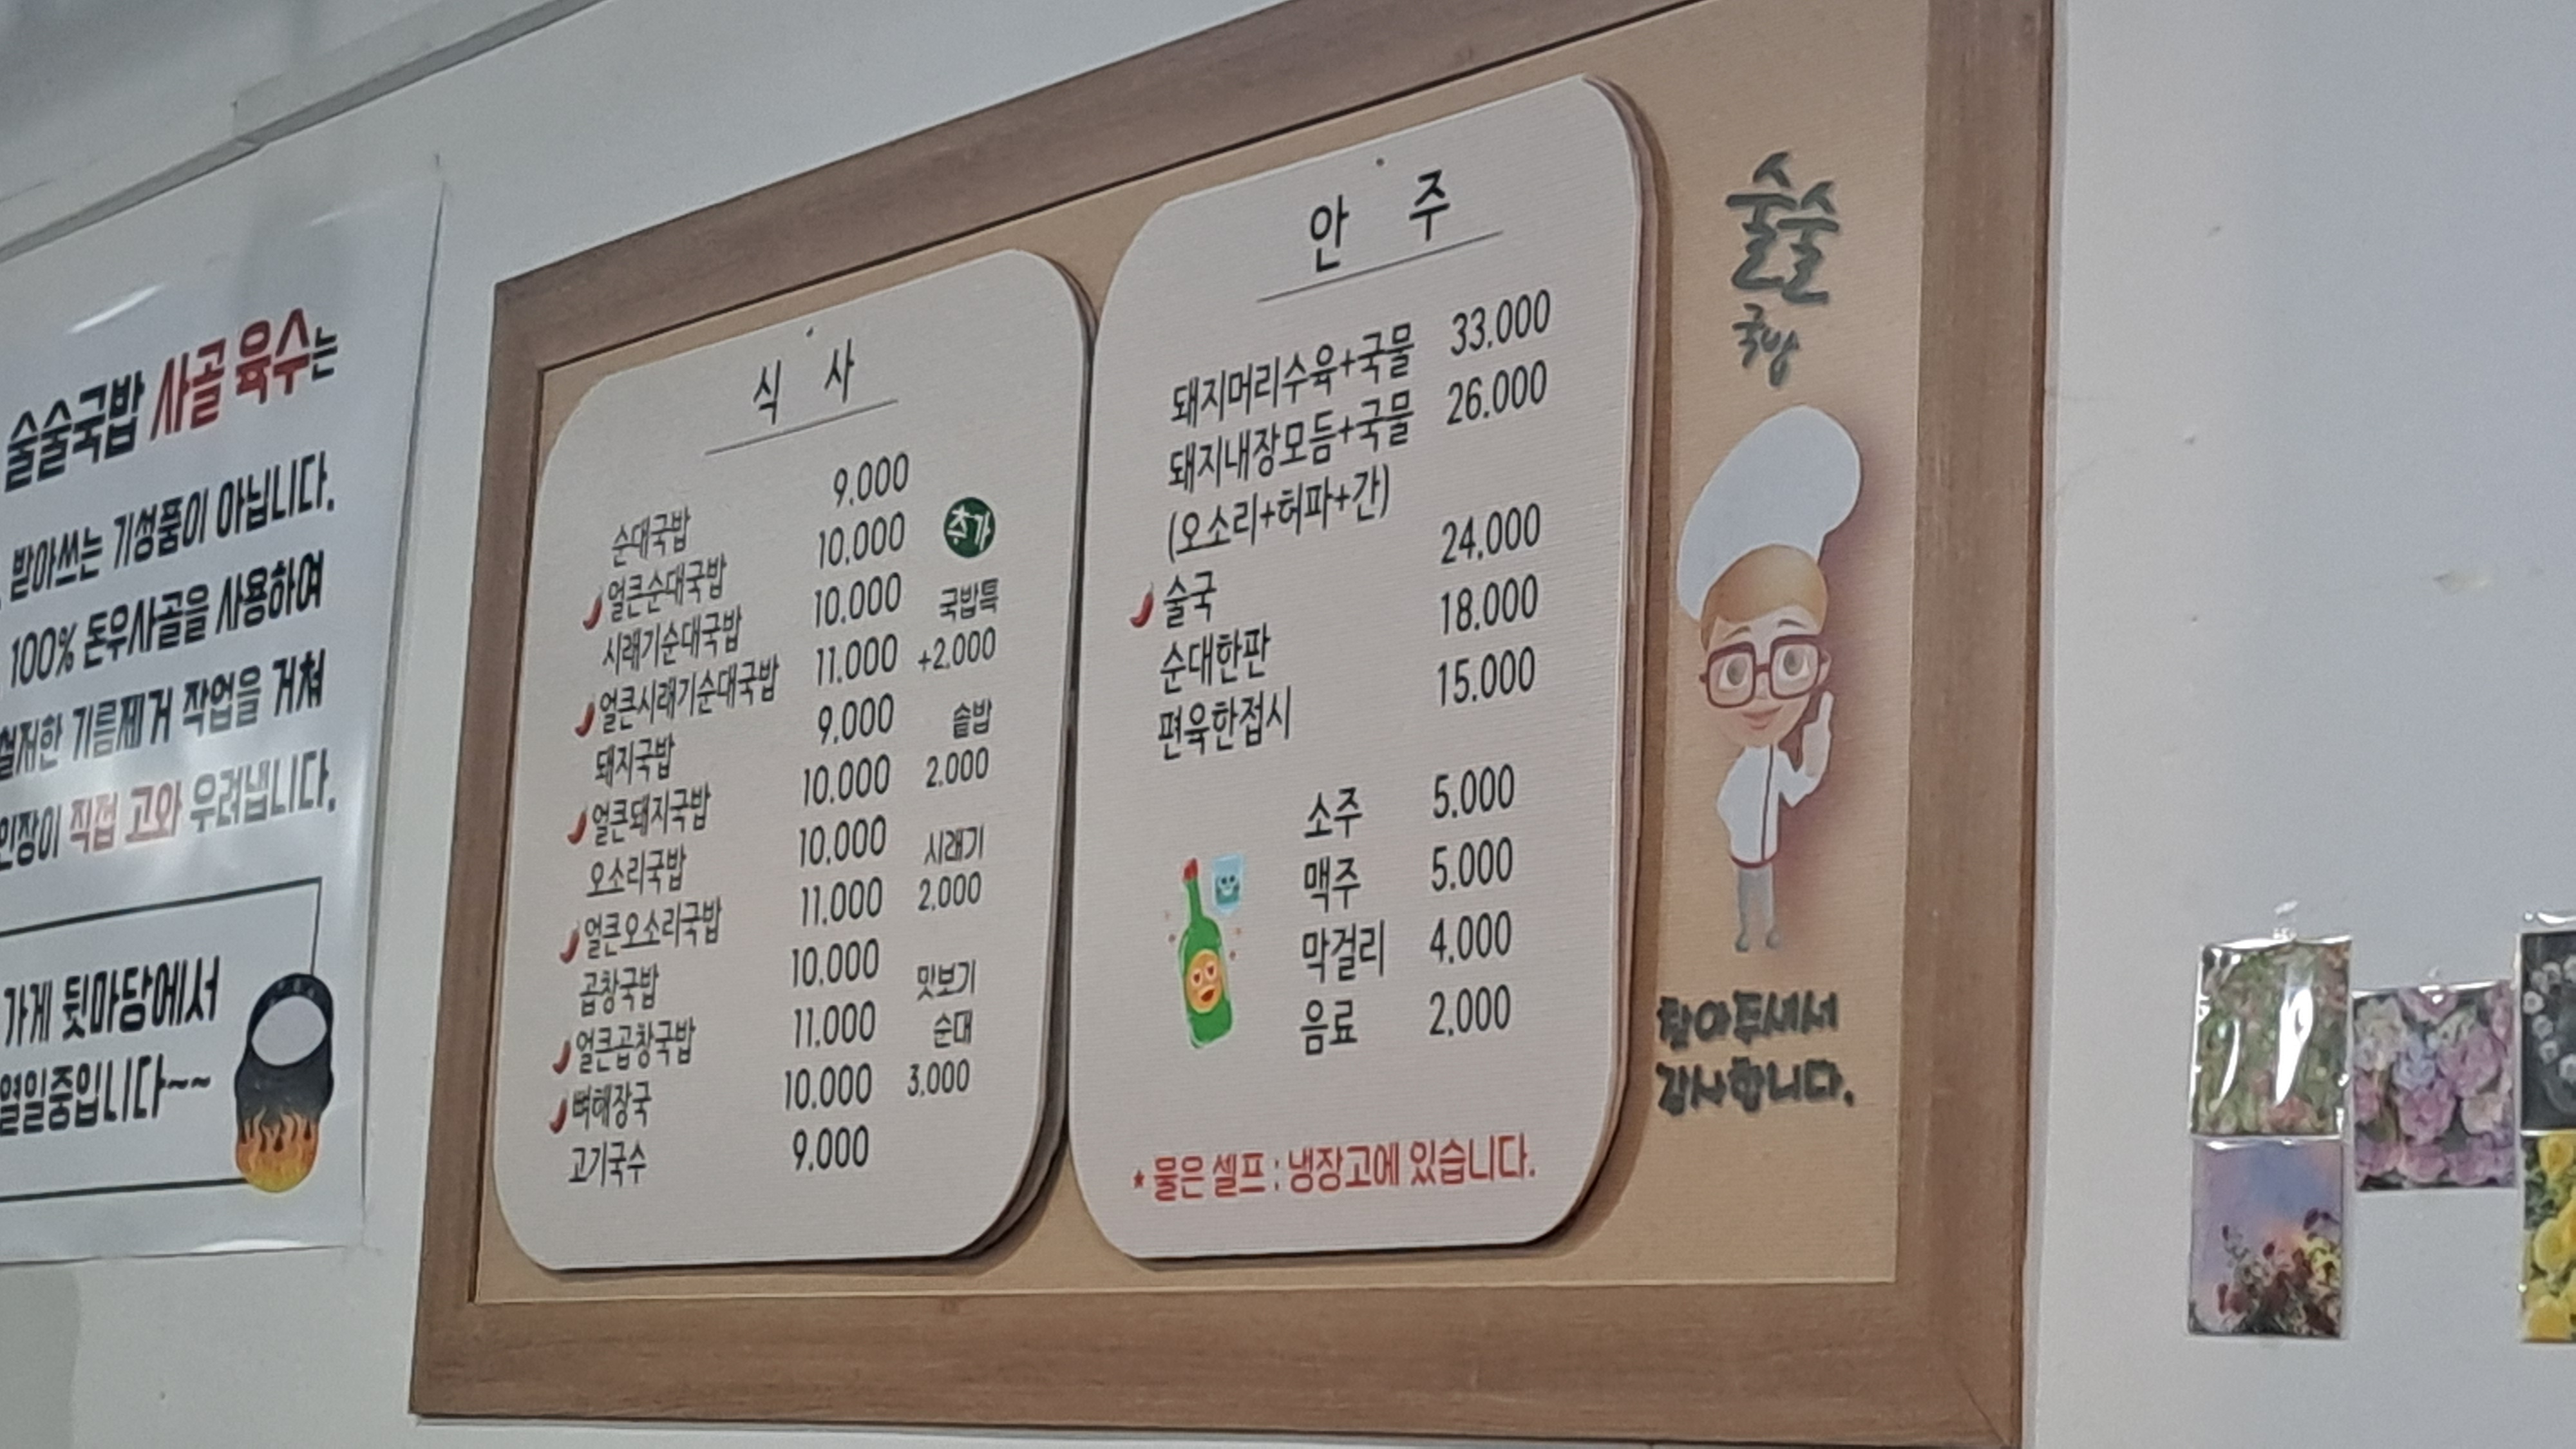 술술국밥 사골 육수는
받아쓰는 기성품이 아닙니다.
100% 돈우사골을 사용하여
철저한 기름제거 작업을 거쳐
직접 고와 우려냅니다.
가게 뒷마당에서
열일중입니다~~
식 사
순대국밥 9.000
얼큰순대국밥 10.000
시래기순대국밥 10.000
얼큰시래기순대국밥 11.000
돼지국밥 9.000
얼큰돼지국밥 10.000
오소리국밥 10.000
얼큰오소리국밥 11.000
곱창국밥 10.000
얼큰곱창국밥 11.000
뼈해장국 10.000
고기국수 9.000
추가
국밥특
+2.000
솥밥
2.000
시래기
2.000
맛보기
순대
3.000
안 주
돼지머리수육+국물 33.000
돼지내장모듬+국물 26.000
(오소리+허파+간)
술국 24.000
순대한판 18.000
편육한접시 15.000
소주 5.000
맥주 5.000
막걸리 4.000
음료 2.000
* 물은 셀프 : 냉장고에 있습니다.
술술
국밥
찾아주셔서
감사합니다.